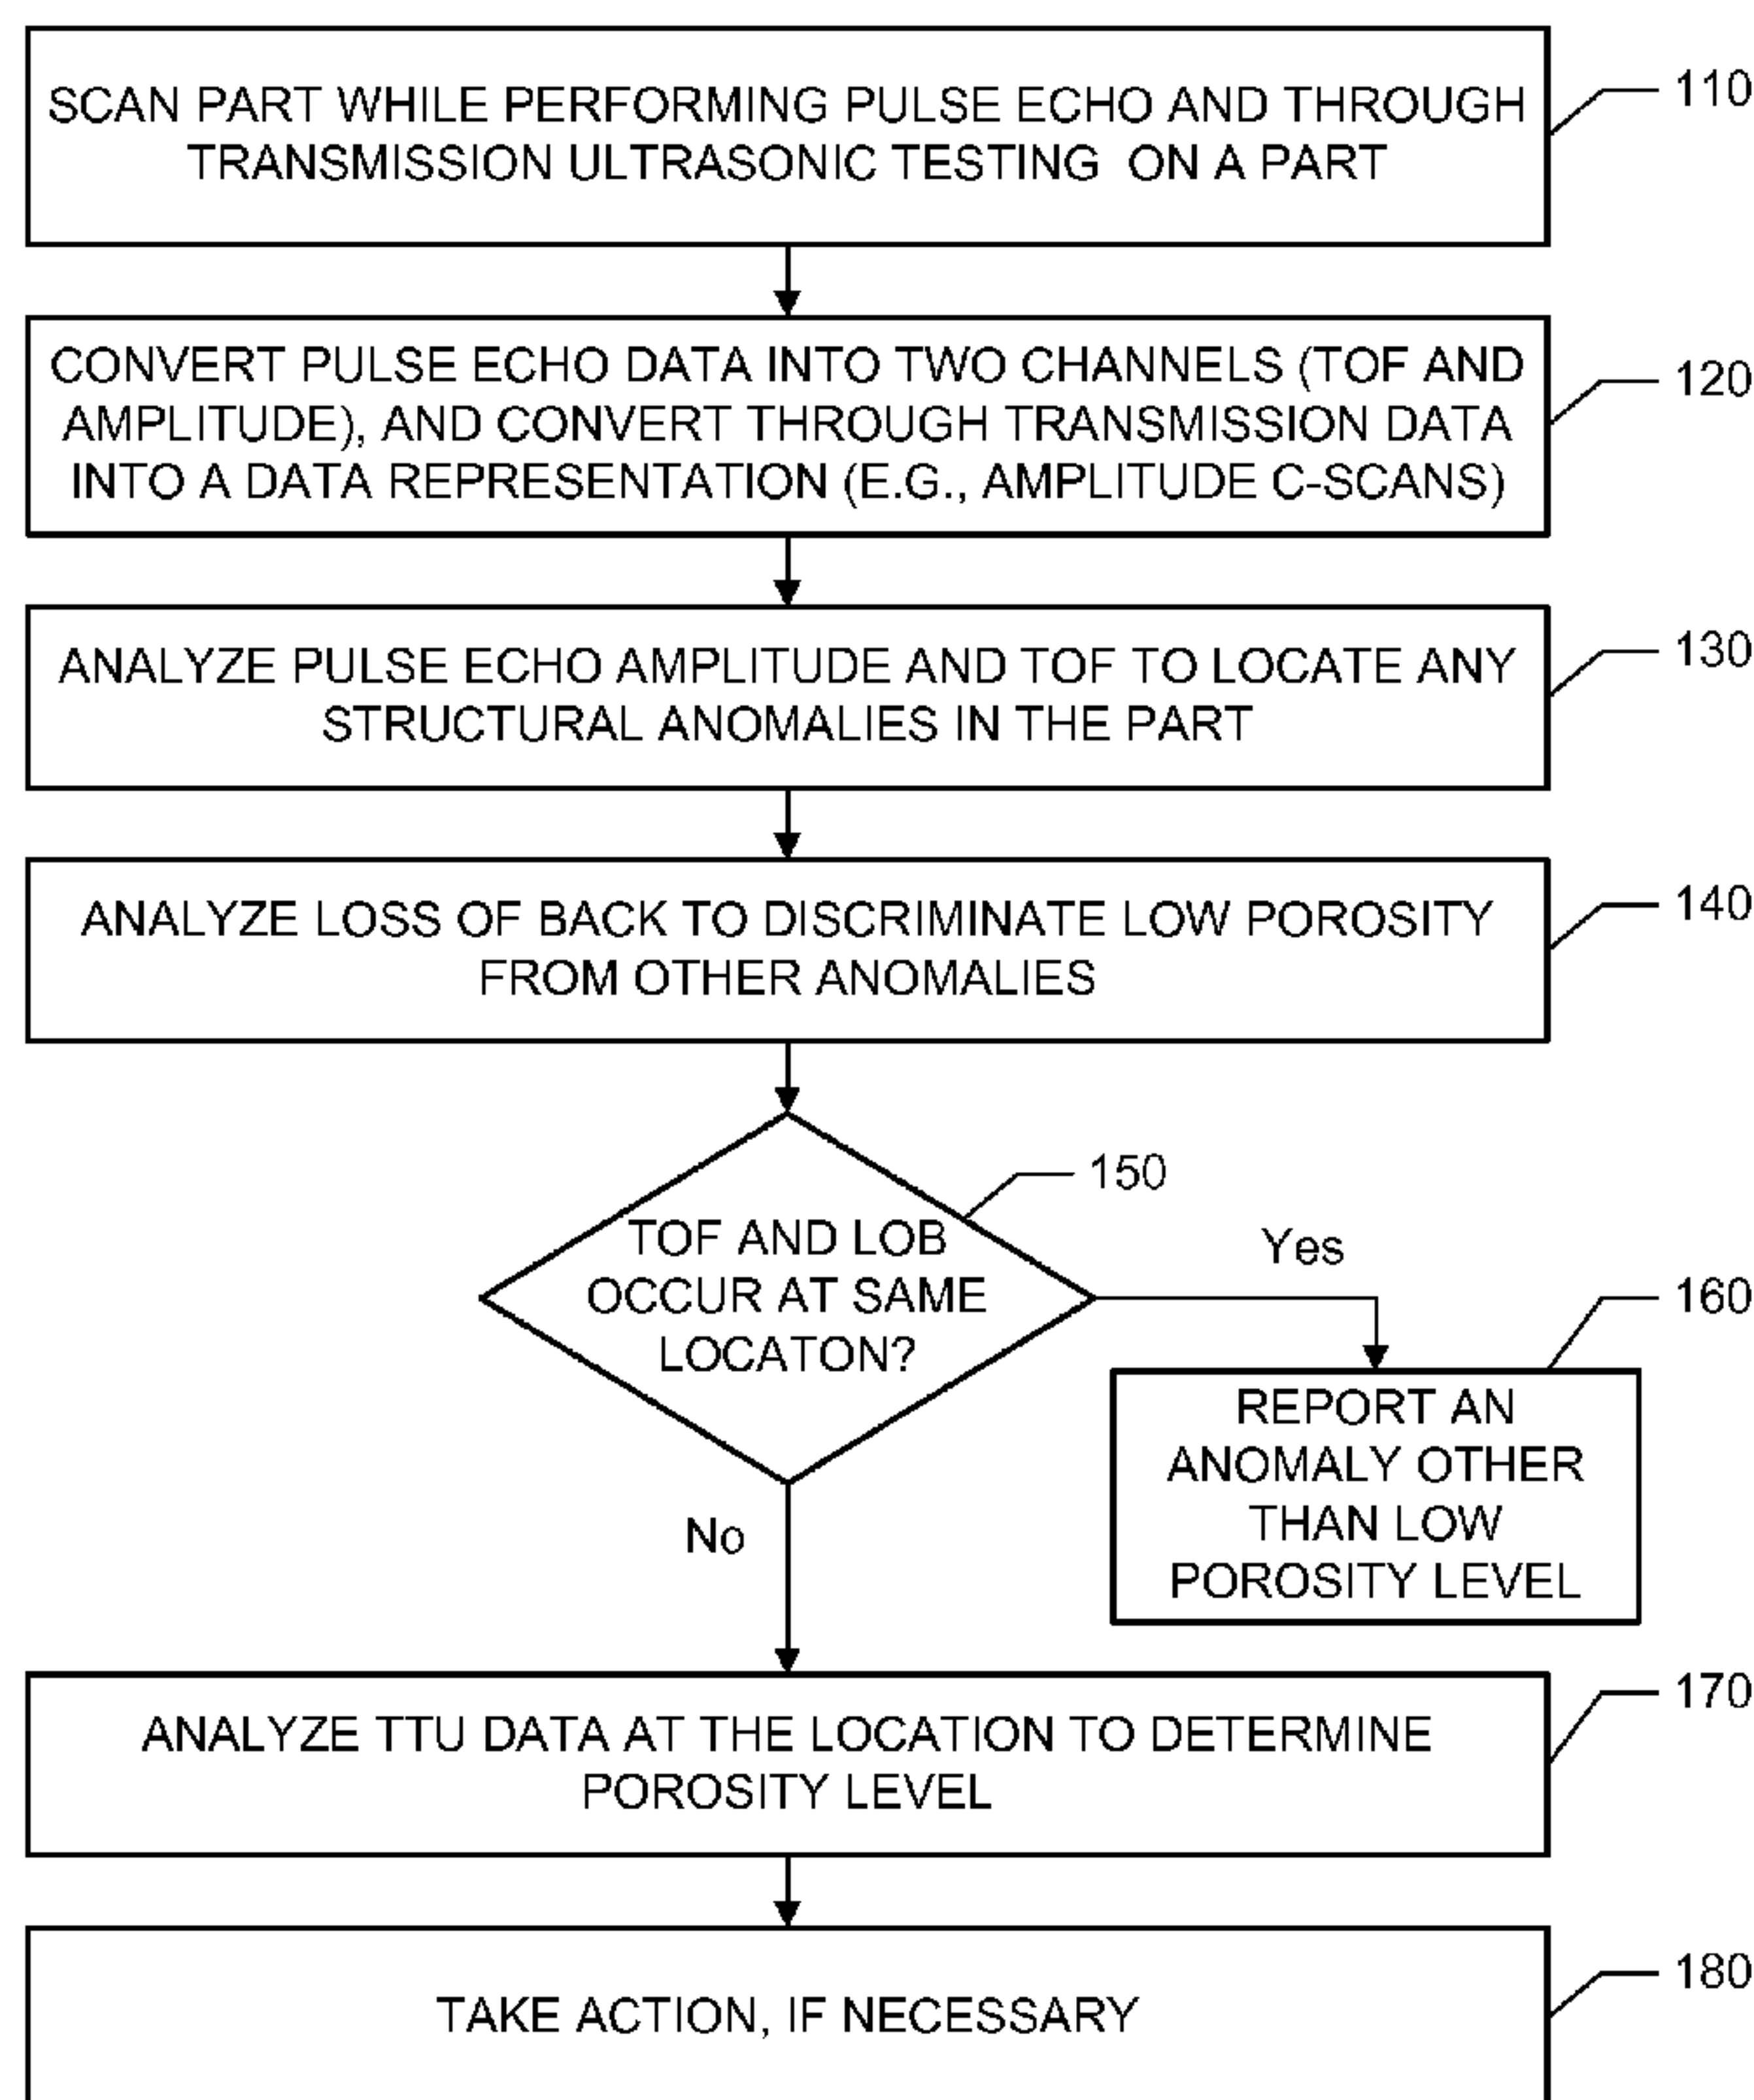 SCAN PART WHILE PERFORMING PULSE ECHO AND THROUGH
TRANSMISSION ULTRASONIC TESTING ON A PART
110
CONVERT PULSE ECHO DATA INTO TWO CHANNELS (TOF AND
AMPLITUDE), AND CONVERT THROUGH TRANSMISSION DATA
INTO A DATA REPRESENTATION (E.G., AMPLITUDE C-SCANS)
120
ANALYZE PULSE ECHO AMPLITUDE AND TOF TO LOCATE ANY
STRUCTURAL ANOMALIES IN THE PART
130
ANALYZE LOSS OF BACK TO DISCRIMINATE LOW POROSITY
FROM OTHER ANOMALIES
140
TOF AND LOB
OCCUR AT SAME
LOCATON?
150
Yes
REPORT AN
ANOMALY OTHER
THAN LOW
POROSITY LEVEL
160
No
ANALYZE TTU DATA AT THE LOCATION TO DETERMINE
POROSITY LEVEL
170
TAKE ACTION, IF NECESSARY
180